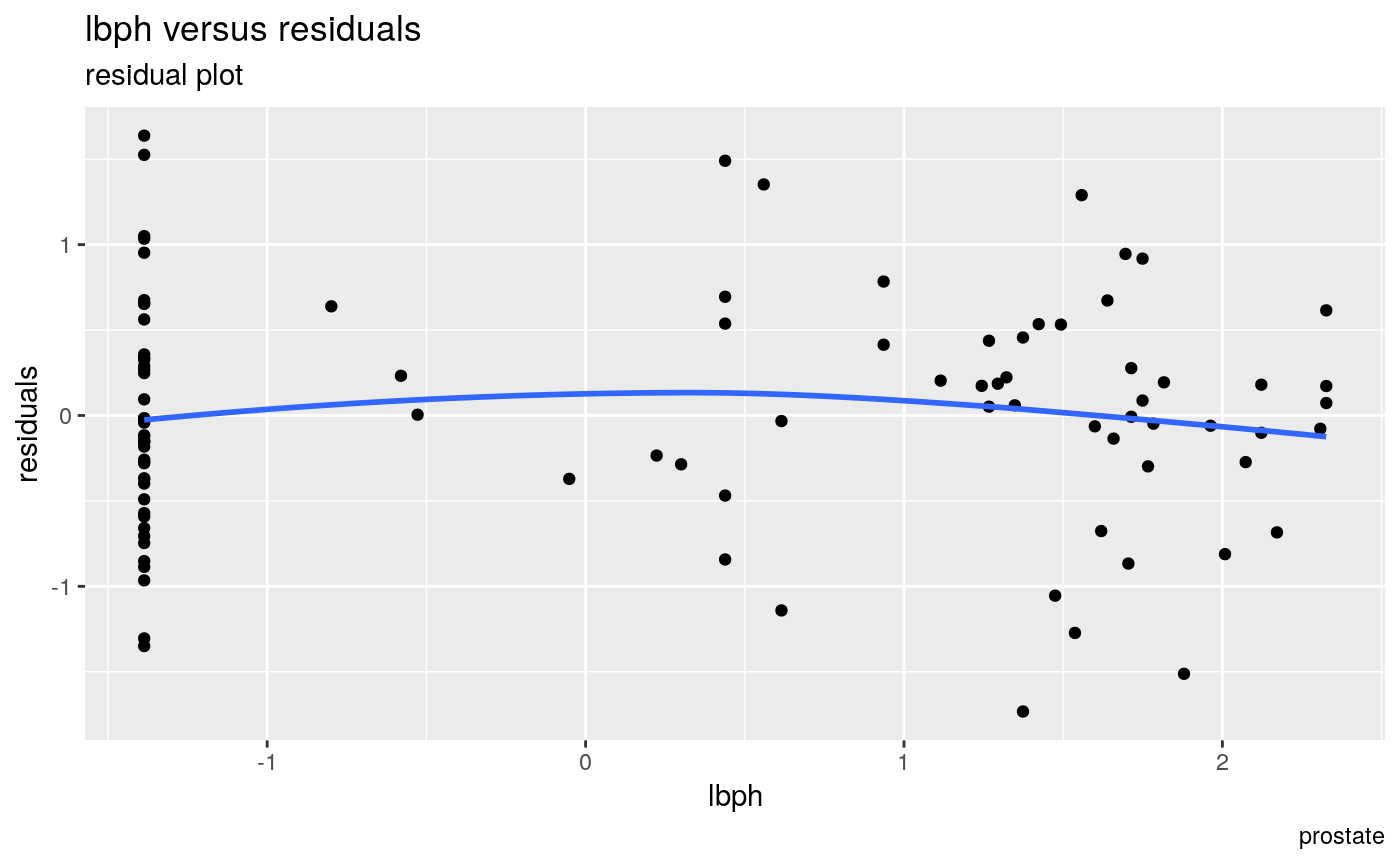 lbph versus residuals
residual plot
residuals
1
0
-1
-1
0
1
2
lbph
prostate